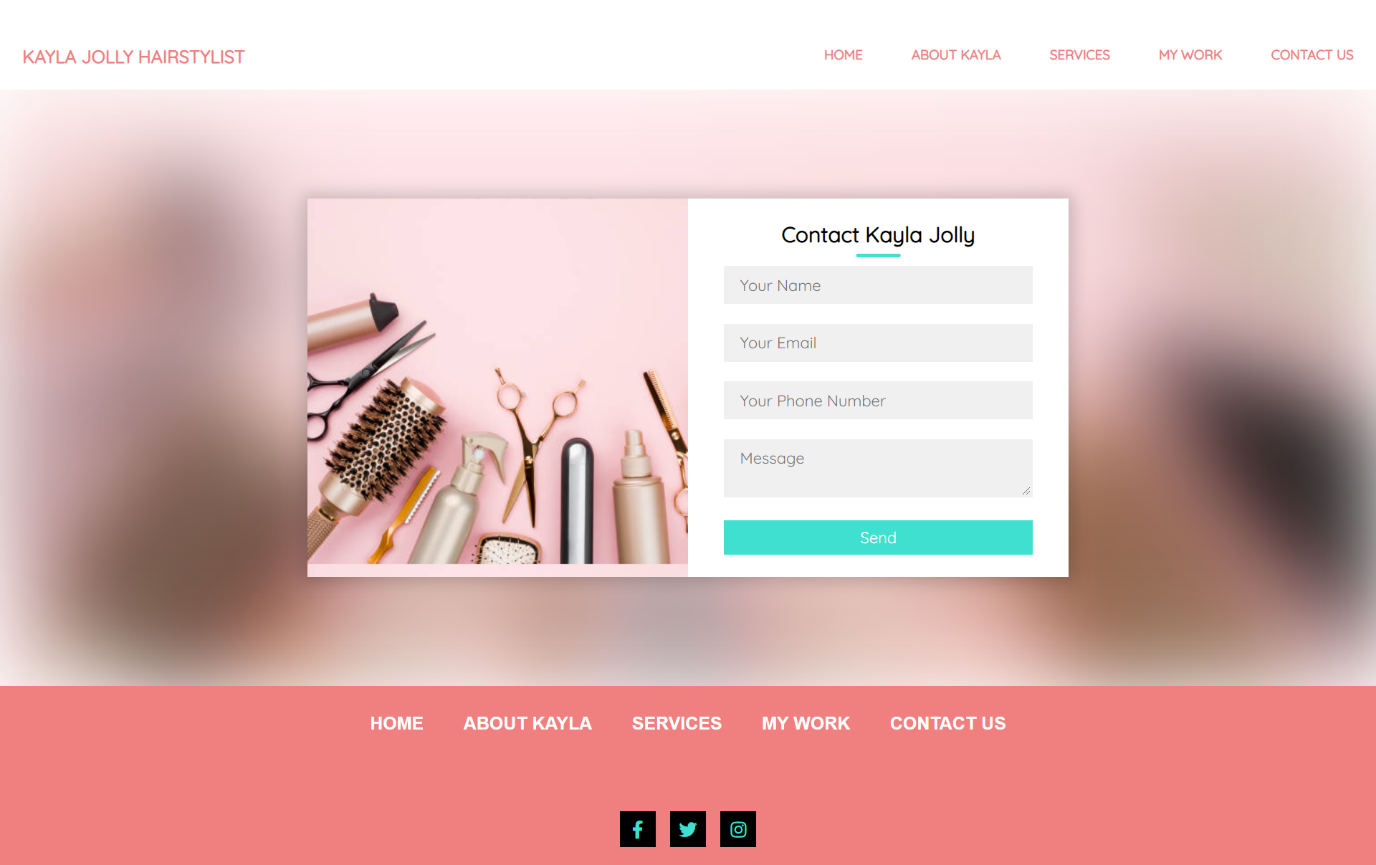 KAYLA JOLLY HAIRSTYLIST
HOME ABOUT KAYLA SERVICES MY WORK CONTACT US
Contact Kayla Jolly
Your Name
Your Email
Your Phone Number
Message
Send
HOME ABOUT KAYLA SERVICES MY WORK CONTACT US